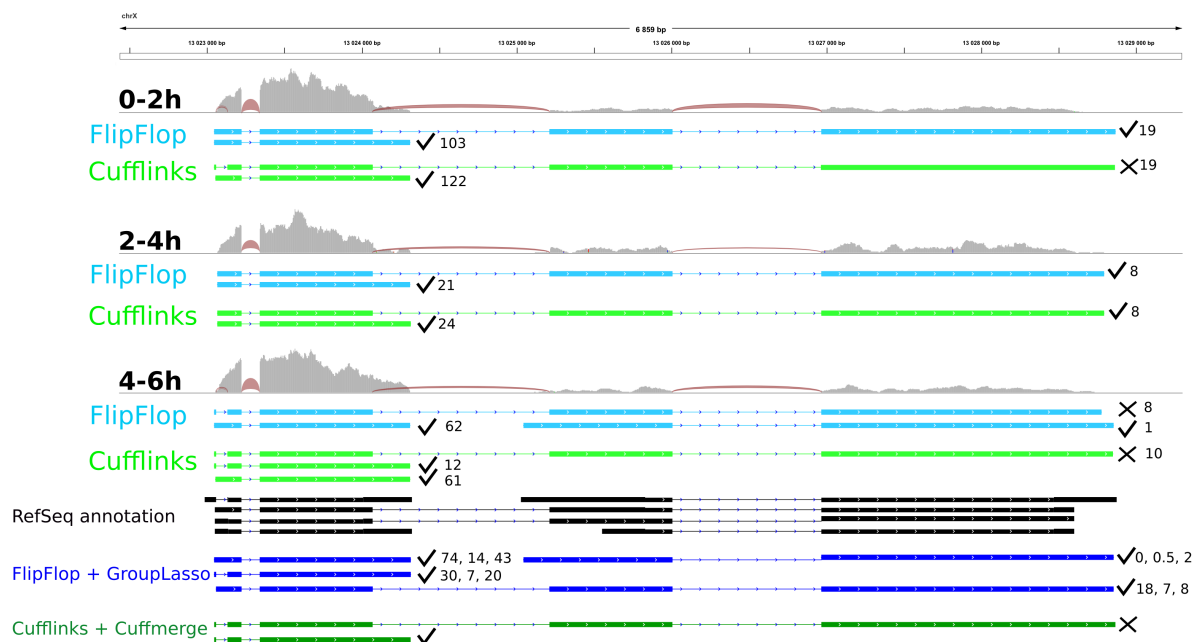 chrX
6 859 bp
13 023 000 bp 13 024 000 bp 13 025 000 bp 13 026 000 bp 13 027 000 bp 13 028 000 bp 13 029 000 bp
0-2h
FlipFlop 103 19
Cufflinks 122 19
2-4h
FlipFlop 21 8
Cufflinks 24 8
4-6h
FlipFlop 8
62 1
Cufflinks 10
12
61
RefSeq annotation
74, 14, 43 0, 0.5, 2
FlipFlop + GroupLasso 30, 7, 20
18, 7, 8
Cufflinks + Cuffmerge